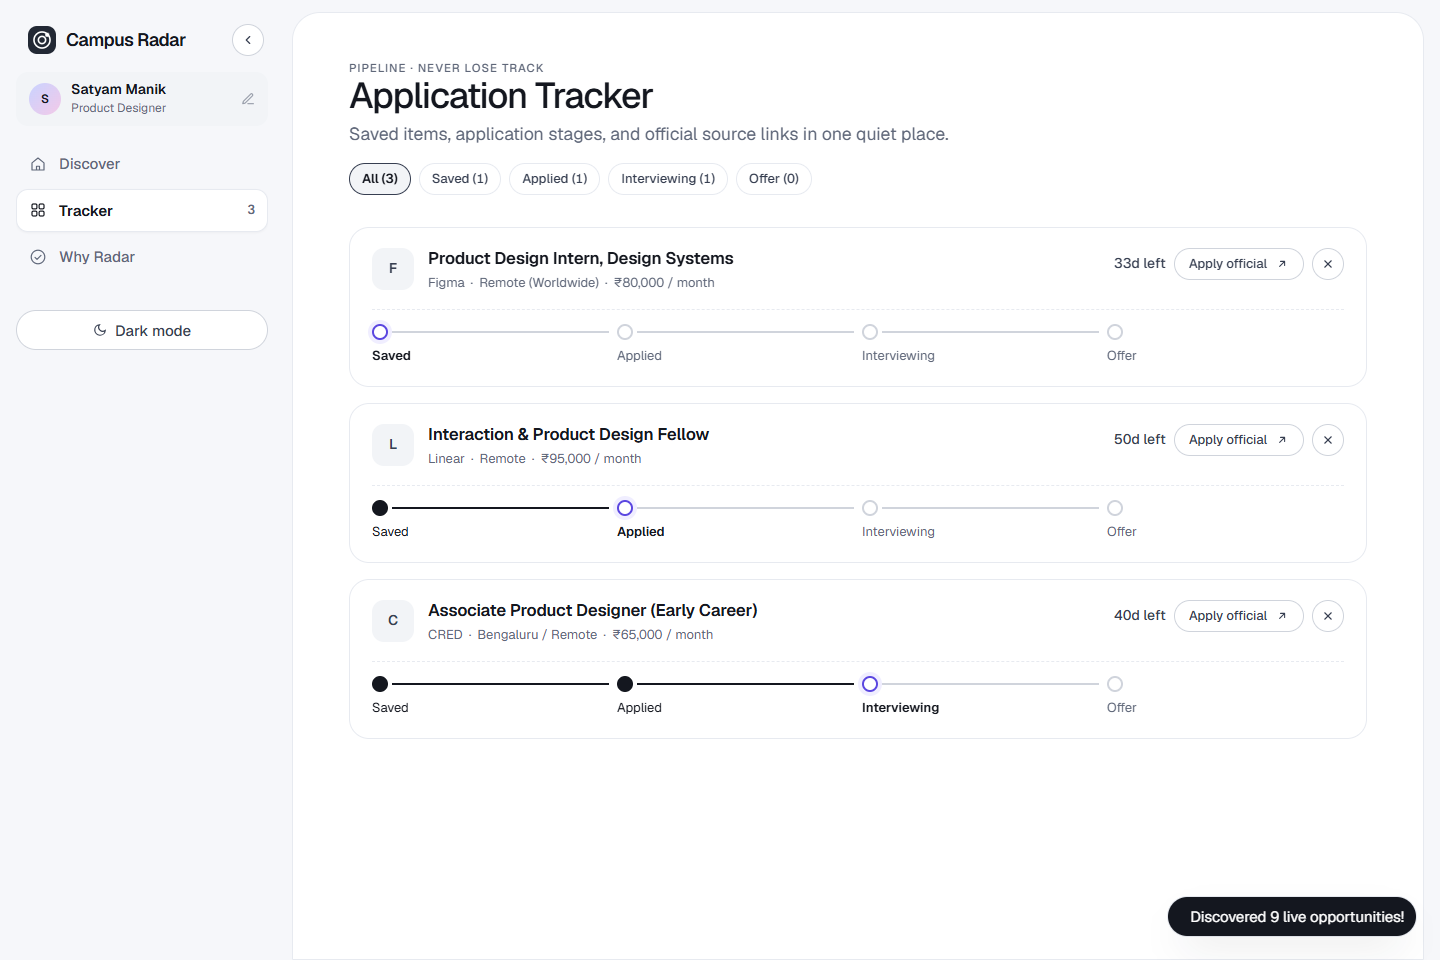 Campus Radar
S
Satyam Manik
Product Designer
Discover
Tracker 3
Why Radar
Dark mode
PIPELINE · NEVER LOSE TRACK
Application Tracker
Saved items, application stages, and official source links in one quiet place.
All (3) Saved (1) Applied (1) Interviewing (1) Offer (0)
F
Product Design Intern, Design Systems
Figma · Remote (Worldwide) · ₹80,000 / month
33d left Apply official
Saved Applied Interviewing Offer
L
Interaction & Product Design Fellow
Linear · Remote · ₹95,000 / month
50d left Apply official
Saved Applied Interviewing Offer
C
Associate Product Designer (Early Career)
CRED · Bengaluru / Remote · ₹65,000 / month
40d left Apply official
Saved Applied Interviewing Offer
Discovered 9 live opportunities!